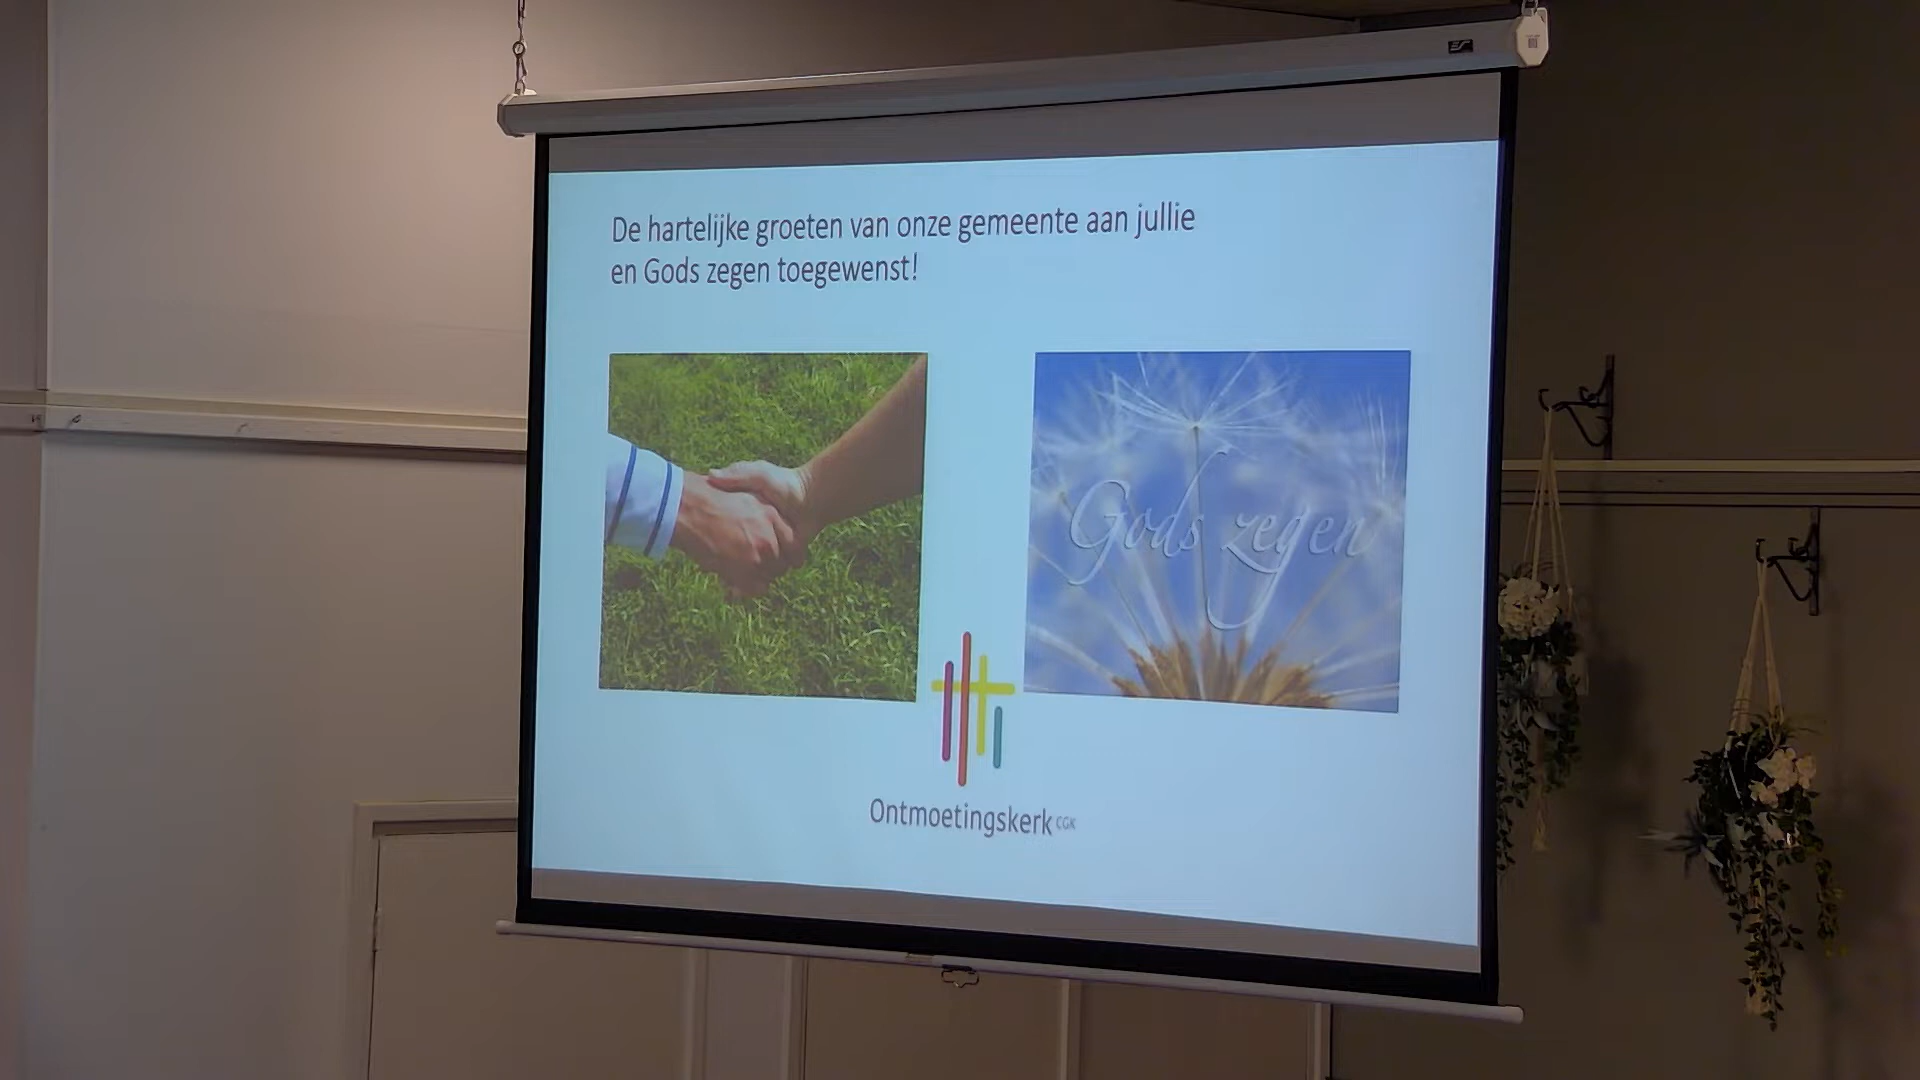 De hartelijke groeten van onze gemeente aan jullie
en Gods zegen toegewenst!
Gods zegen
Ontmoetingskerk CGK